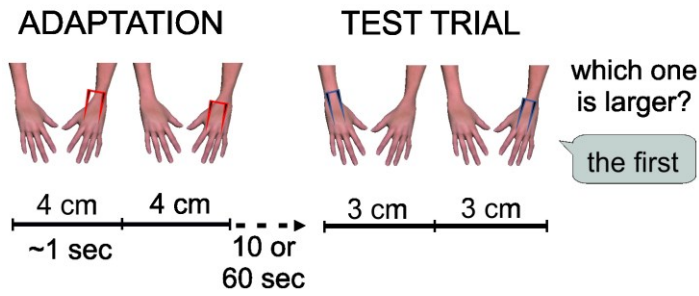 ADAPTATION
TEST TRIAL
which one
is larger?
the first
4 cm
4 cm
~1 sec
10 or
60 sec
3 cm
3 cm